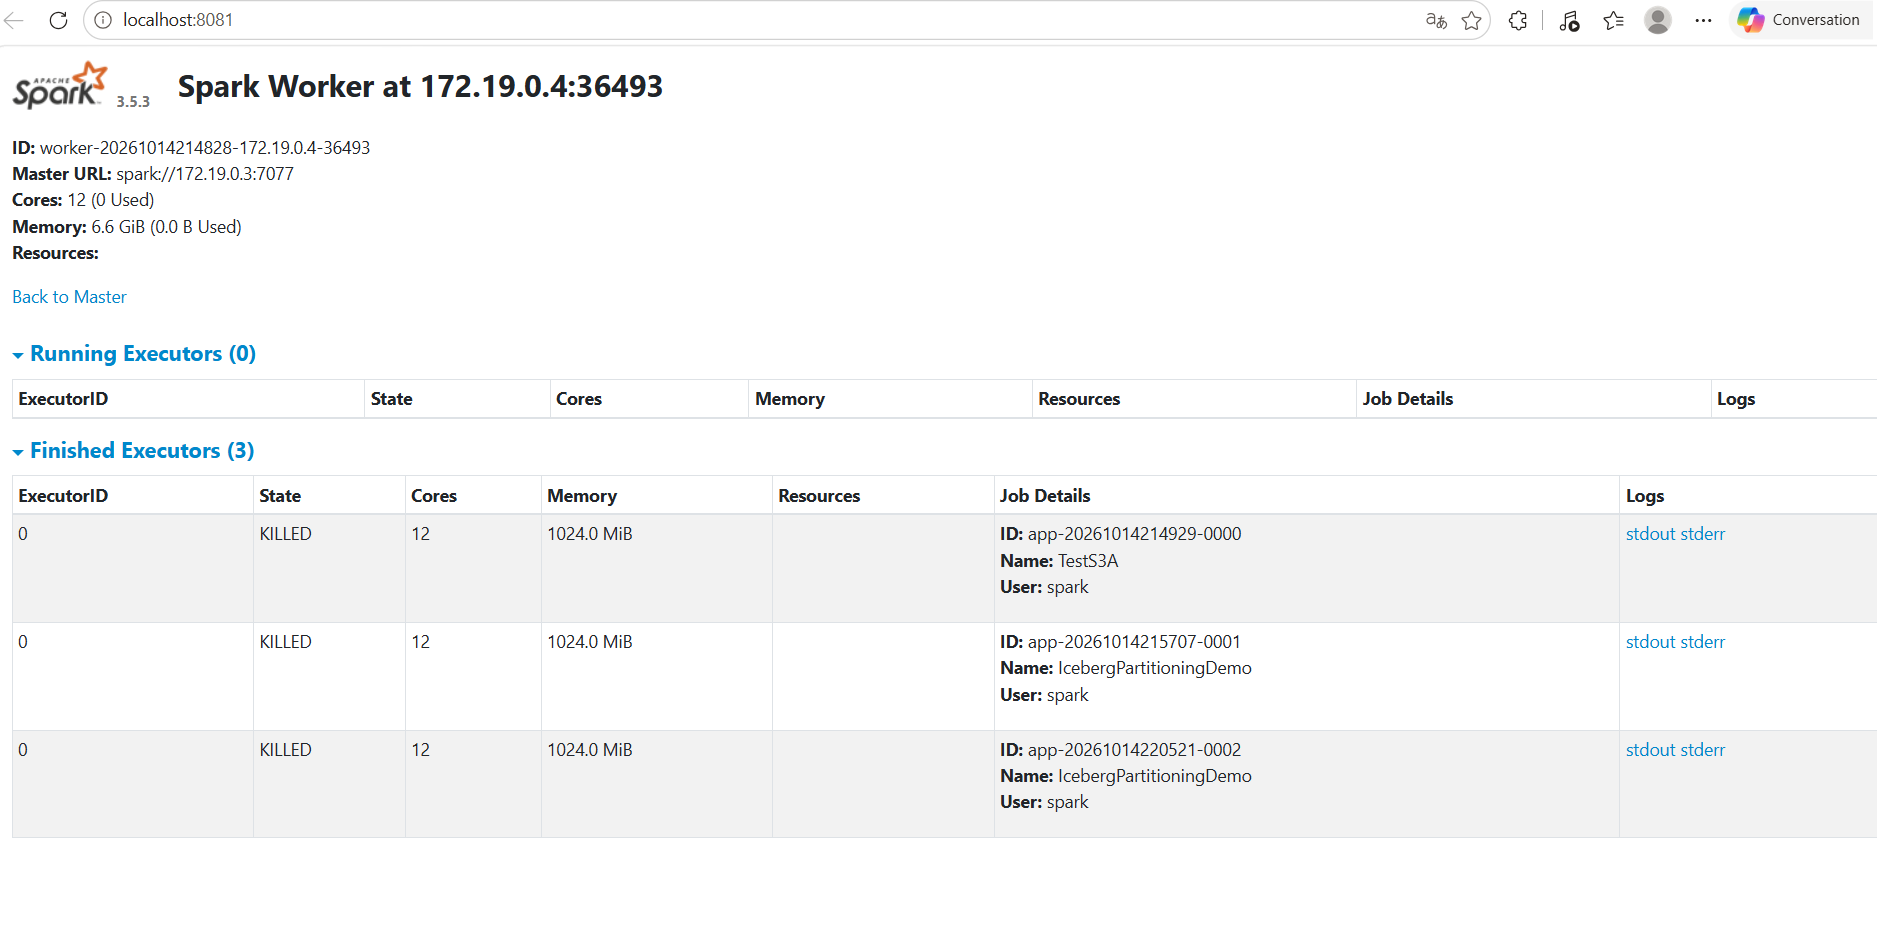 localhost:8081
Conversation
APACHE
Spark 3.5.3
Spark Worker at 172.19.0.4:36493
ID: worker-20261014214828-172.19.0.4-36493
Master URL: spark://172.19.0.3:7077
Cores: 12 (0 Used)
Memory: 6.6 GiB (0.0 B Used)
Resources:
Back to Master
Running Executors (0)
ExecutorID State Cores Memory Resources Job Details Logs
Finished Executors (3)
ExecutorID State Cores Memory Resources Job Details Logs
0 KILLED 12 1024.0 MiB ID: app-20261014214929-0000 stdout stderr
Name: TestS3A
User: spark
0 KILLED 12 1024.0 MiB ID: app-20261014215707-0001 stdout stderr
Name: IcebergPartitioningDemo
User: spark
0 KILLED 12 1024.0 MiB ID: app-20261014220521-0002 stdout stderr
Name: IcebergPartitioningDemo
User: spark